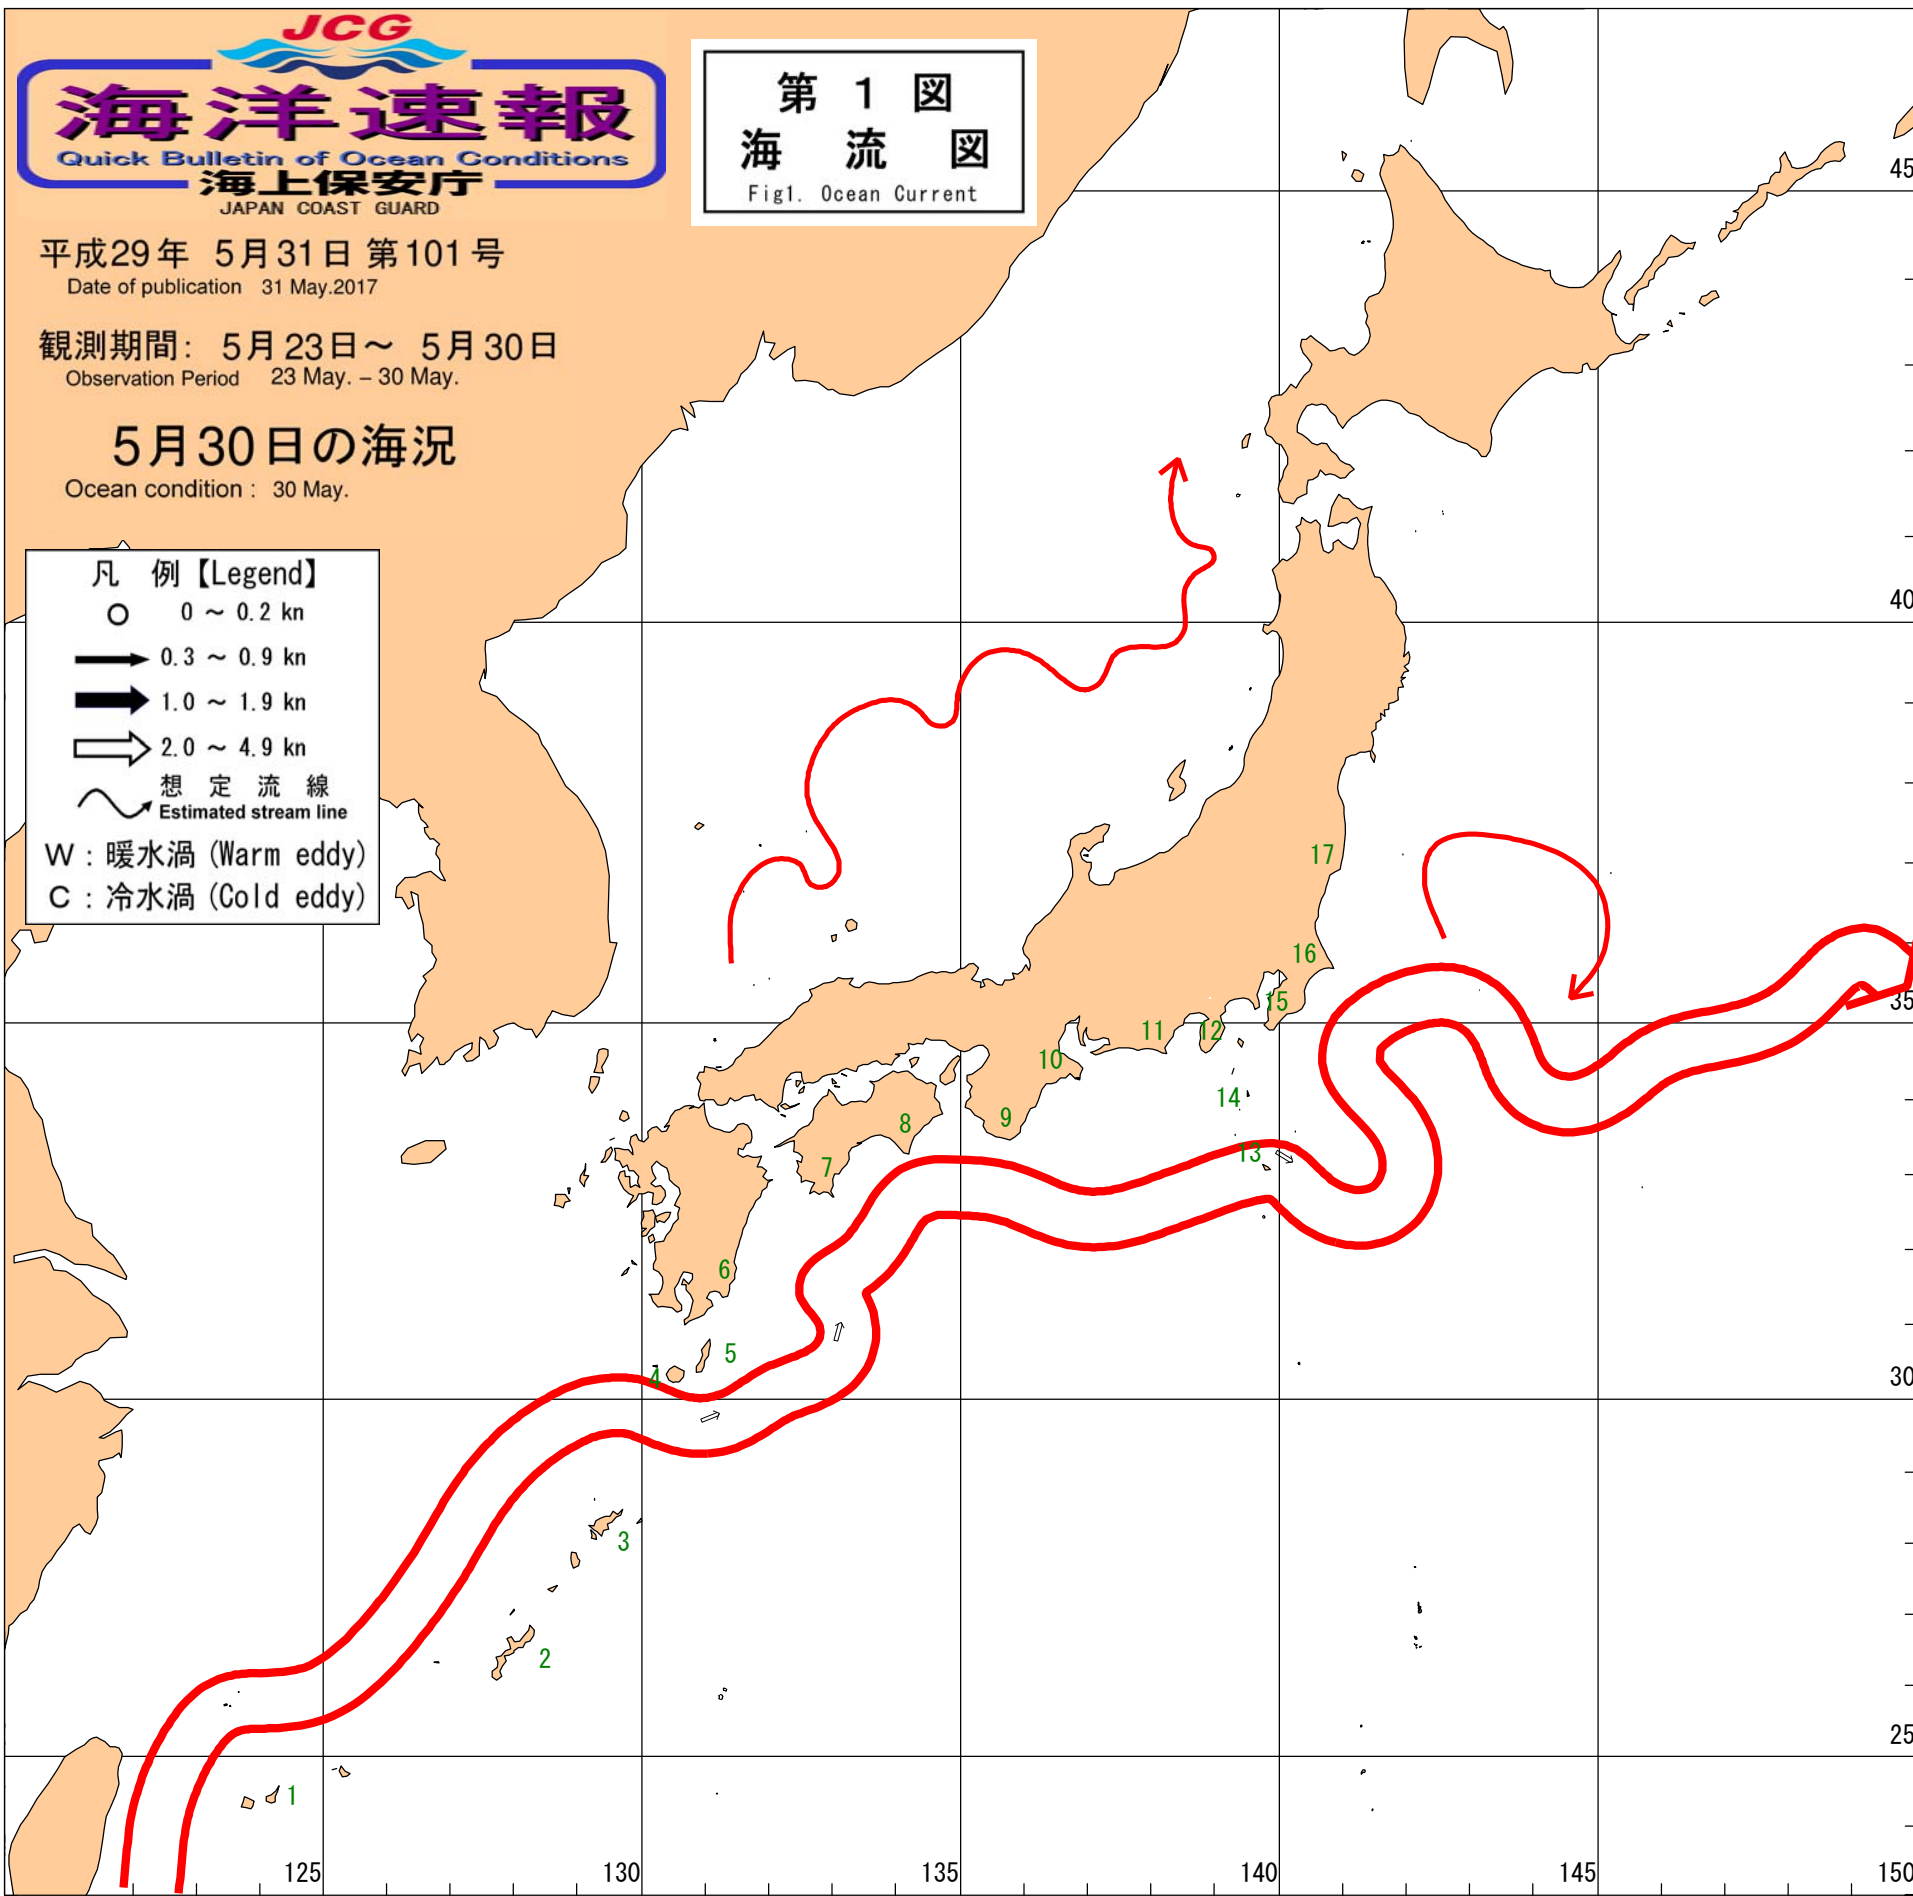 JCG
海洋速報
Quick Bulletin of Ocean Conditions
海上保安庁
JAPAN COAST GUARD
第 1 図
海 流 図
Fig1. Ocean Current
平成29年 5月31日 第101号
Date of publication 31 May.2017
観測期間: 5月23日～ 5月30日
Observation Period 23 May. – 30 May.
5月30日の海況
Ocean condition : 30 May.
凡 例【Legend】
0 ～ 0.2 kn
0.3 ～ 0.9 kn
1.0 ～ 1.9 kn
2.0 ～ 4.9 kn
想 定 流 線
Estimated stream line
W : 暖水渦 (Warm eddy)
C : 冷水渦 (Cold eddy)
45
40
17
16
35
15
12
11
10
14
9
8
13
7
6
5
4
30
3
2
25
1
125
130
135
140
145
150